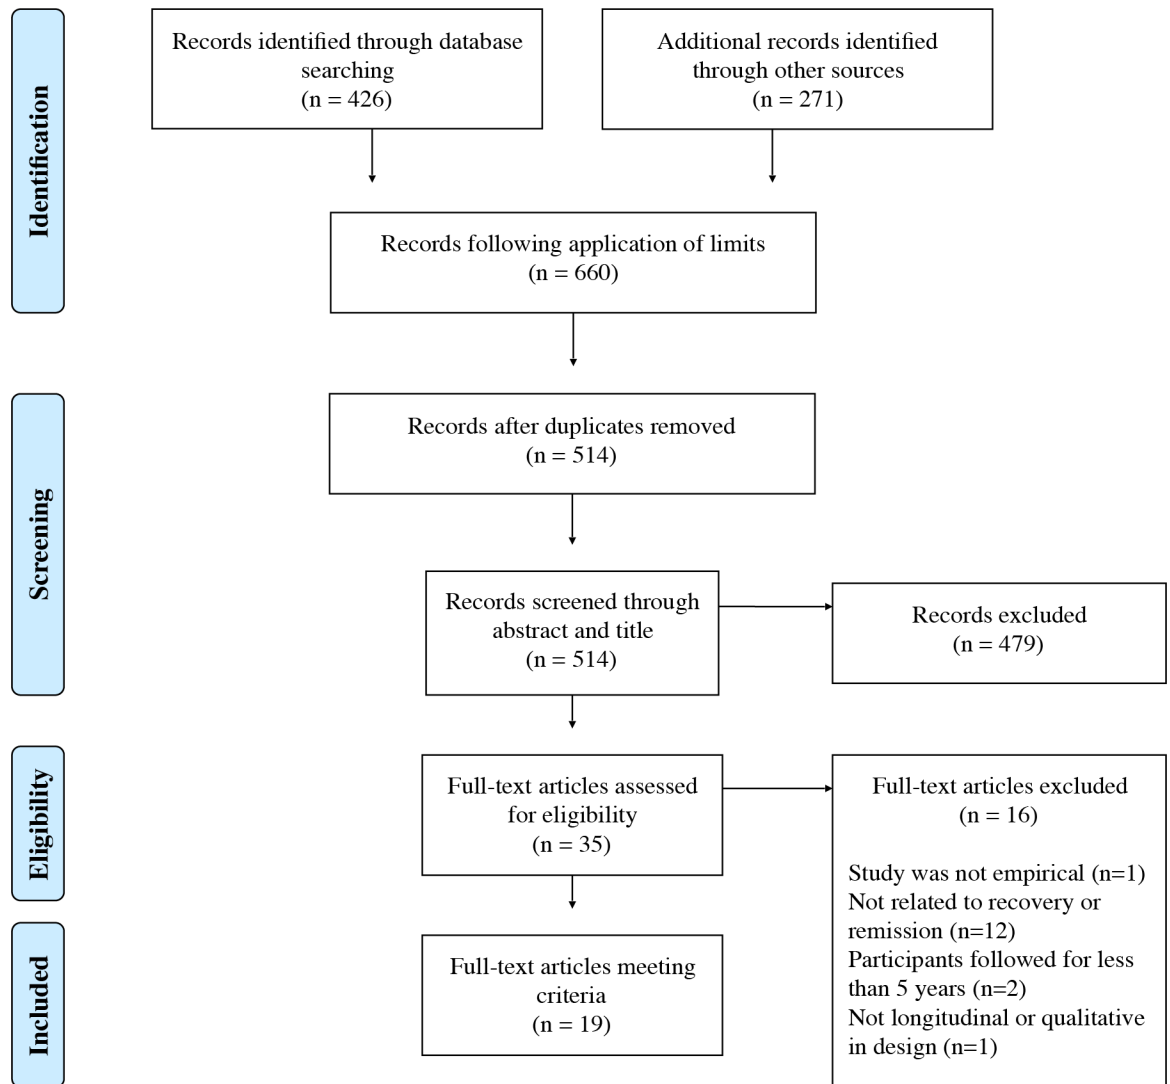 Identification
Records identified through database
searching
(n = 426)
Additional records identified
through other sources
(n = 271)
Records following application of limits
(n = 660)
Screening
Records after duplicates removed
(n = 514)
Records screened through
abstract and title
(n = 514)
Records excluded
(n = 479)
Eligibility
Full-text articles assessed
for eligibility
(n = 35)
Full-text articles excluded
(n = 16)
Study was not empirical (n=1)
Not related to recovery or
remission (n=12)
Participants followed for less
than 5 years (n=2)
Not longitudinal or qualitative
in design (n=1)
Included
Full-text articles meeting
criteria
(n = 19)